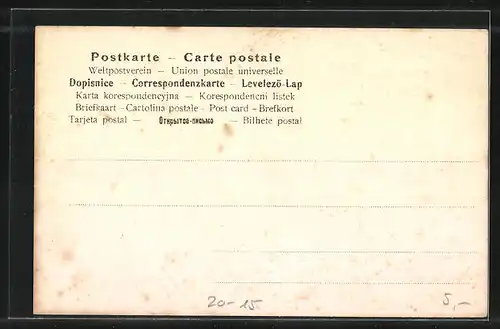 Postkarte – Carte postale
Weltpostverein – Union postale universelle
Dopisnice – Correspondenzkarte – Levelező-Lap
Karta korespondencyjna – Korespondenční listek
Briefkaart – Cartolina postale – Post card – Brefkort
Tarjeta postal – Открытое-письмо – Bilhete postal
20-15 5,-